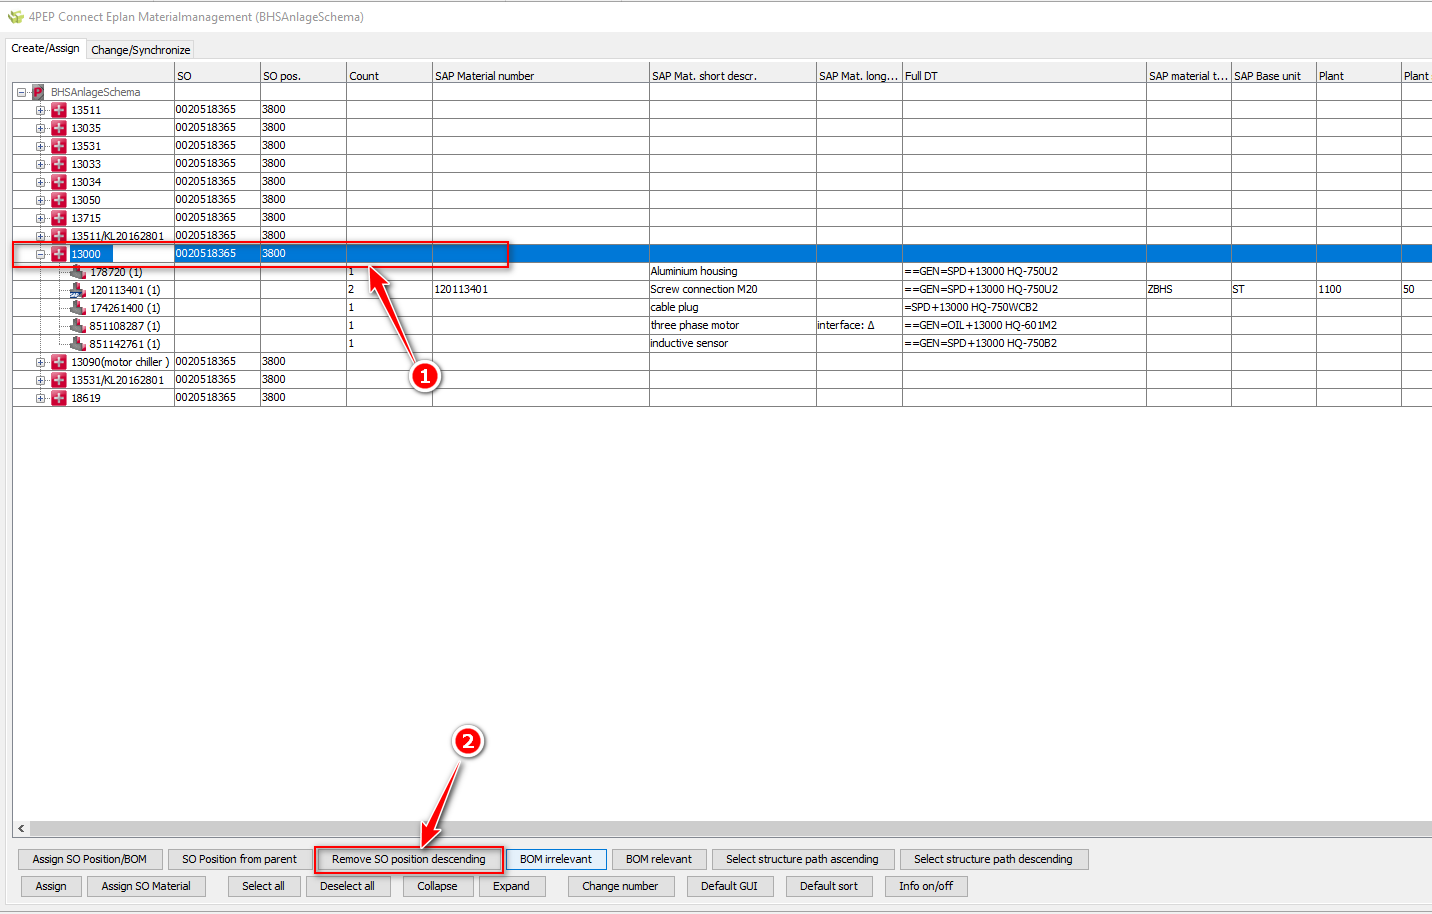 4PEP Connect Eplan Materialmanagement (BHSAnlageSchema)
Create/Assign Change/Synchronize
SO SO pos. Count SAP Material number SAP Mat. short descr. SAP Mat. long... Full DT SAP material t... SAP Base unit Plant Plant
BHSAnlageSchema
13511 0020518365 3800
13035 0020518365 3800
13531 0020518365 3800
13033 0020518365 3800
13034 0020518365 3800
13050 0020518365 3800
13715 0020518365 3800
13511/KL20162801 0020518365 3800
13000 0020518365 3800
178720 (1) 1 Aluminium housing ==GEN=SPD+13000 HQ-750U2
120113401 (1) 2 120113401 Screw connection M20 ==GEN=SPD+13000 HQ-750U2 ZBHS ST 1100 50
174261400 (1) 1 cable plug =SPD+13000 HQ-750WCB2
851108287 (1) 1 three phase motor interface: Δ ==GEN=OIL+13000 HQ-601M2
851142761 (1) 1 inductive sensor ==GEN=SPD+13000 HQ-750B2
13090(motor chiller ) 0020518365 3800
13531/KL20162801 0020518365 3800
18619 0020518365 3800
1
2
Assign SO Position/BOM SO Position from parent Remove SO position descending BOM irrelevant BOM relevant Select structure path ascending Select structure path descending
Assign Assign SO Material Select all Deselect all Collapse Expand Change number Default GUI Default sort Info on/off